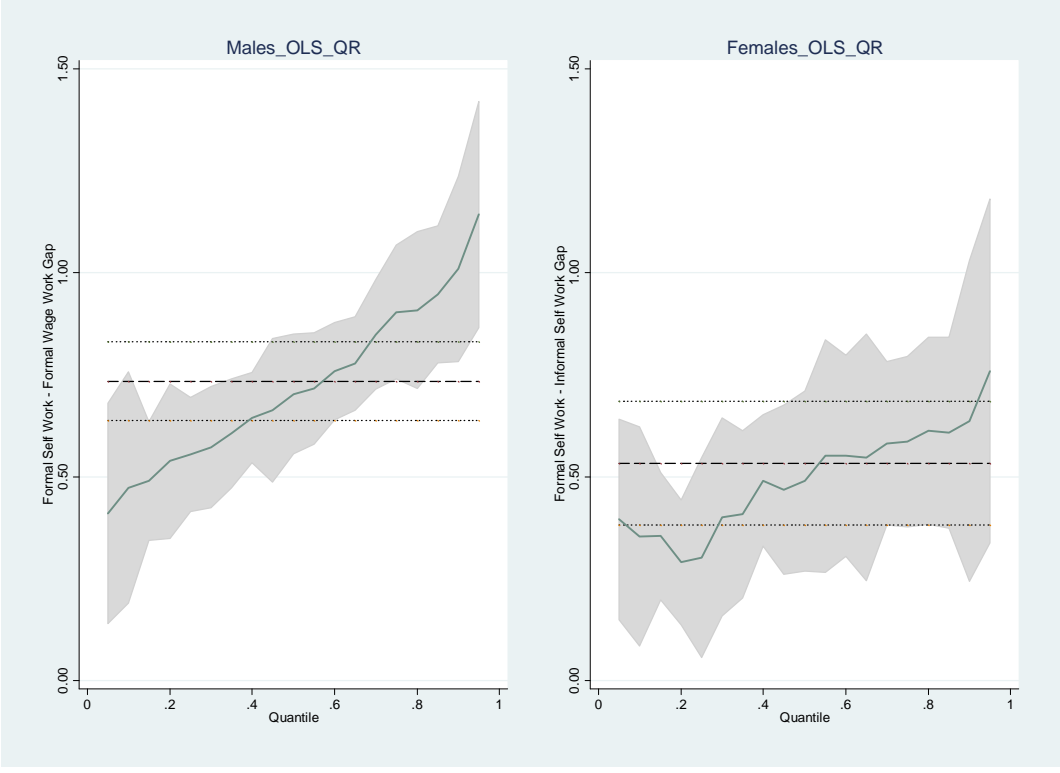 Males_OLS_QR
Formal Self Work - Formal Wage Work Gap
1.50
1.00
0.50
0.00
0 .2 .4 .6 .8 1
Quantile
Females_OLS_QR
Formal Self Work - Informal Self Work Gap
1.50
1.00
0.50
0.00
0 .2 .4 .6 .8 1
Quantile